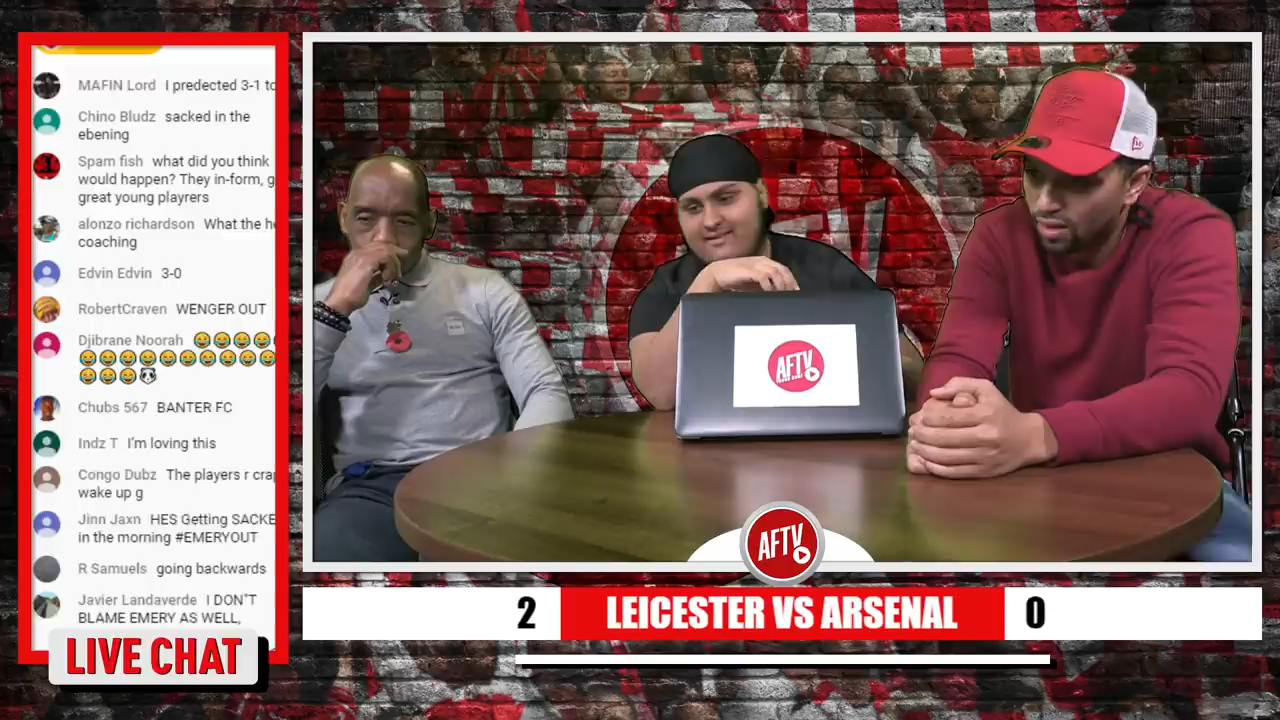 MAFIN Lord I predected 3-1 to
Chino Bludz sacked in the
ebening
Spam fish what did you think
would happen? They in-form, g
great young playrers
alonzo richardson What the he
coaching
Edvin Edvin 3-0
RobertCraven WENGER OUT
Djibrane Noorah 😂😂😂😂
😂😂😂😂😂😂😂😂😂😂
😂😂😂🐼
Chubs 567 BANTER FC
Indz T I'm loving this
Congo Dubz The players r crap
wake up g
Jinn Jaxn HES Getting SACKE
in the morning #EMERYOUT
R Samuels going backwards
Javier Landaverde I DON"T
BLAME EMERY AS WELL,
LIVE CHAT
AFTV
AFTV
2 LEICESTER VS ARSENAL 0